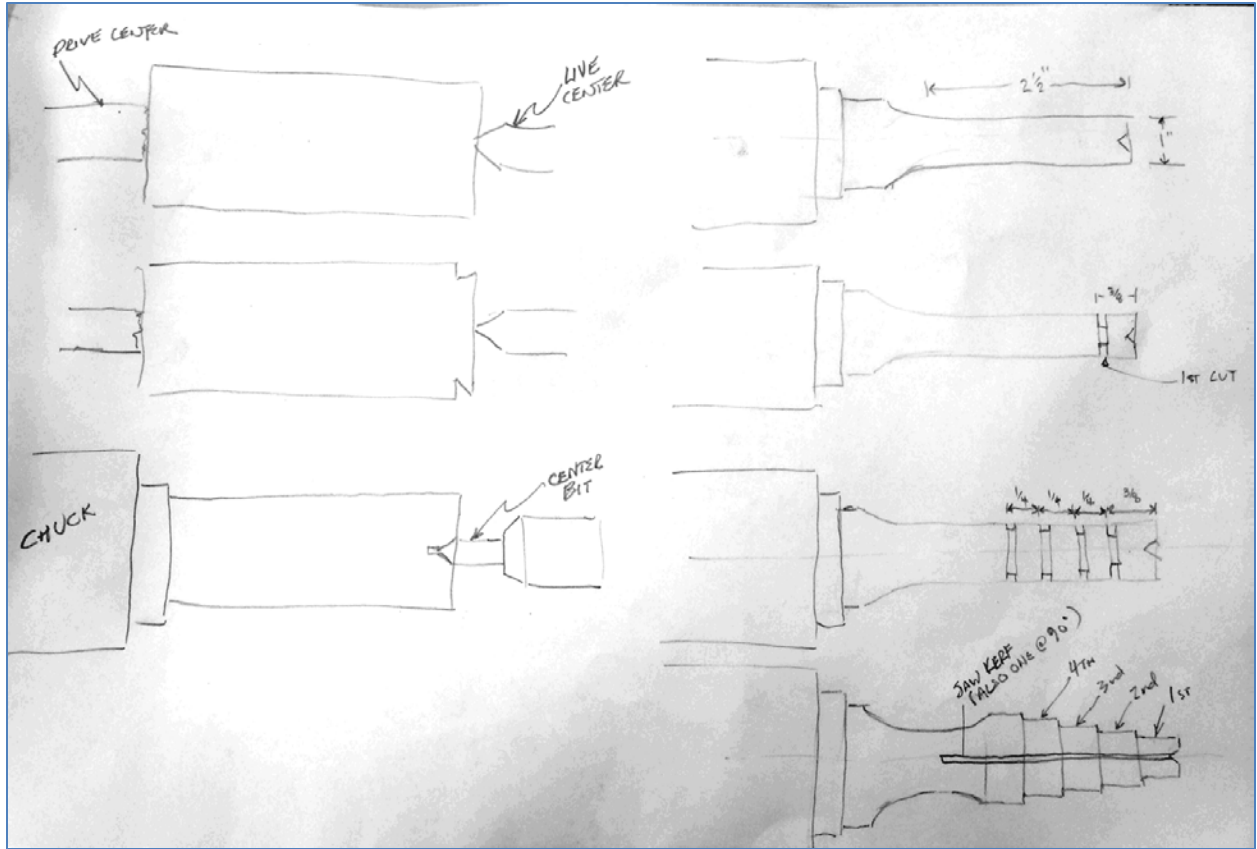 DRIVE CENTER
LIVE
CENTER
CENTER
BIT
CHUCK
2 1/2"
1"
3/8
1ST CUT
1/4 1/4 1/4 3/8
SAW KERF
(ALSO ONE @ 90°)
4TH
3rd
2nd
1ST